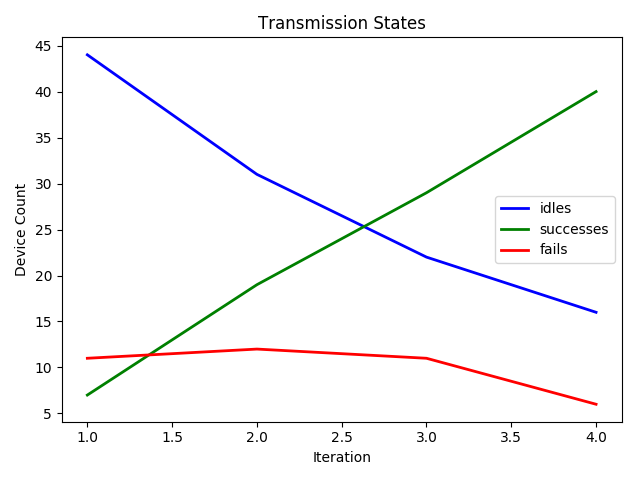 Transmission States
45
40
35
30
25
20
15
10
5
Device Count
idles
successes
fails
1.0 1.5 2.0 2.5 3.0 3.5 4.0
Iteration